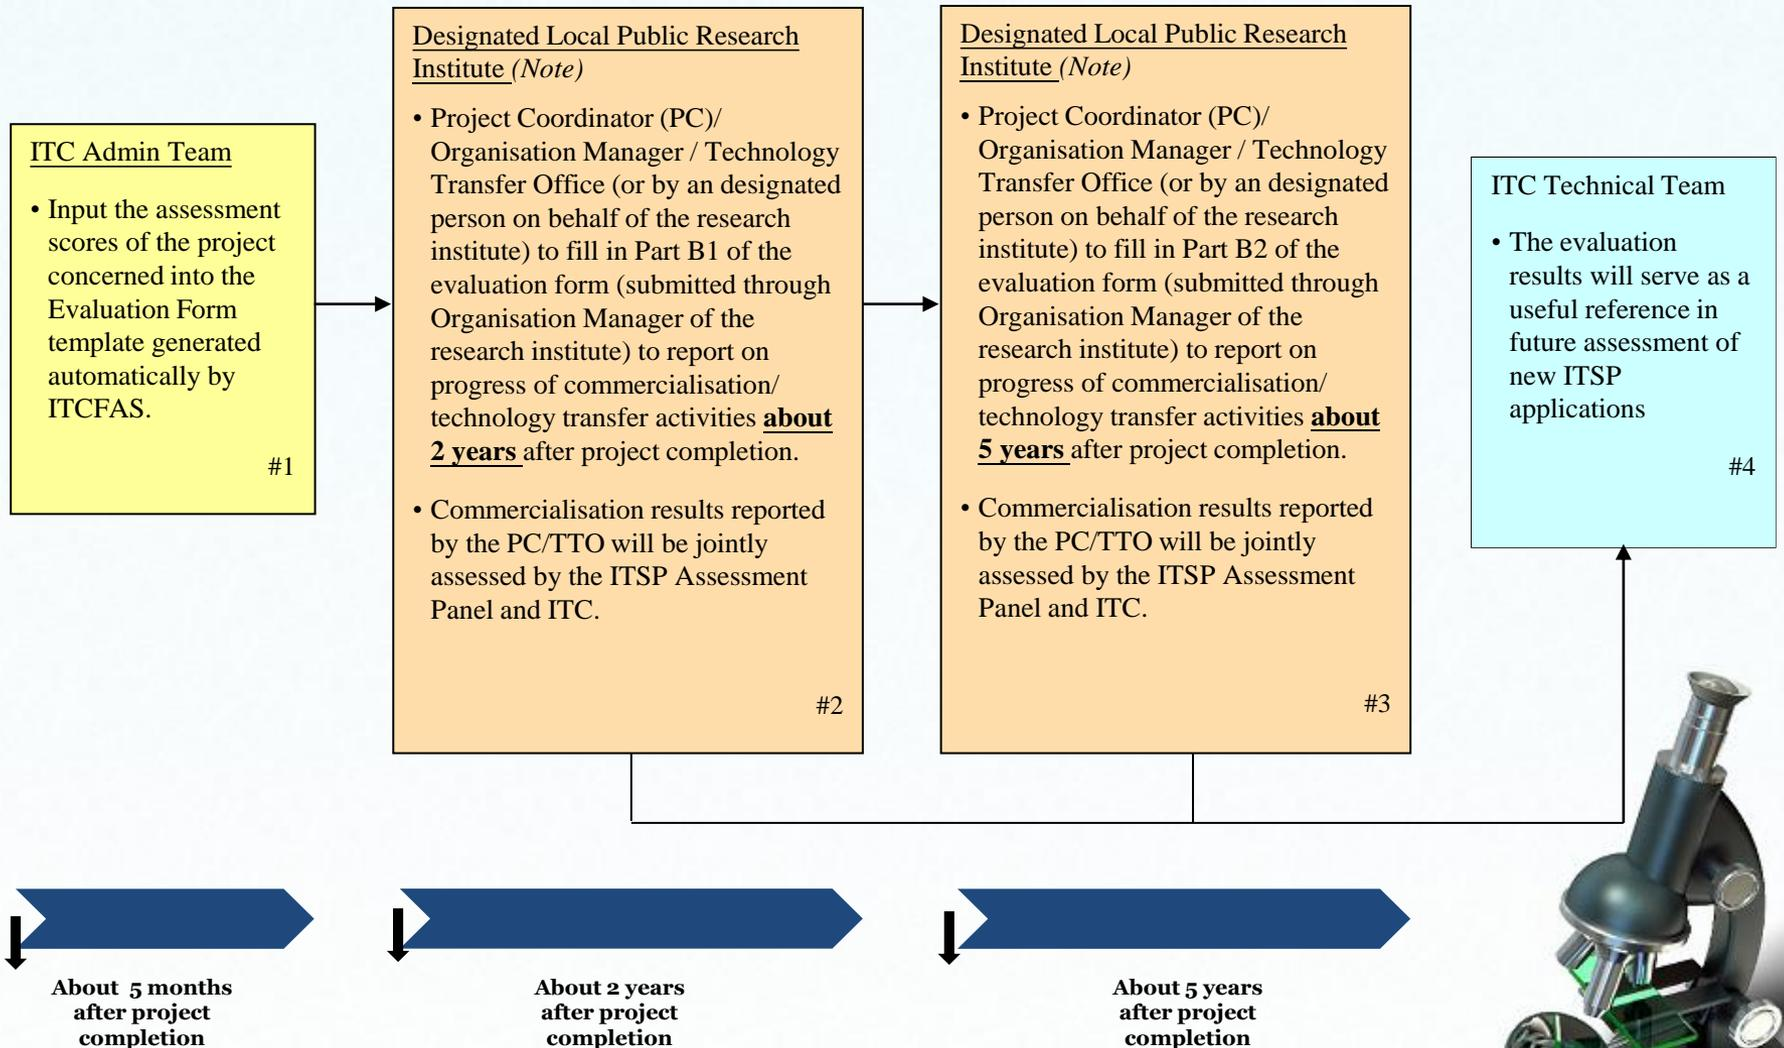 ITC Admin Team
• Input the assessment
scores of the project
concerned into the
Evaluation Form
template generated
automatically by
ITCFAS.
#1
Designated Local Public Research
Institute (Note)
• Project Coordinator (PC)/
Organisation Manager / Technology
Transfer Office (or by an designated
person on behalf of the research
institute) to fill in Part B1 of the
evaluation form (submitted through
Organisation Manager of the
research institute) to report on
progress of commercialisation/
technology transfer activities about
2 years after project completion.
• Commercialisation results reported
by the PC/TTO will be jointly
assessed by the ITSP Assessment
Panel and ITC.
#2
Designated Local Public Research
Institute (Note)
• Project Coordinator (PC)/
Organisation Manager / Technology
Transfer Office (or by an designated
person on behalf of the research
institute) to fill in Part B2 of the
evaluation form (submitted through
Organisation Manager of the
research institute) to report on
progress of commercialisation/
technology transfer activities about
5 years after project completion.
• Commercialisation results reported
by the PC/TTO will be jointly
assessed by the ITSP Assessment
Panel and ITC.
#3
ITC Technical Team
• The evaluation
results will serve as a
useful reference in
future assessment of
new ITSP
applications
#4
About 5 months
after project
completion
About 2 years
after project
completion
About 5 years
after project
completion